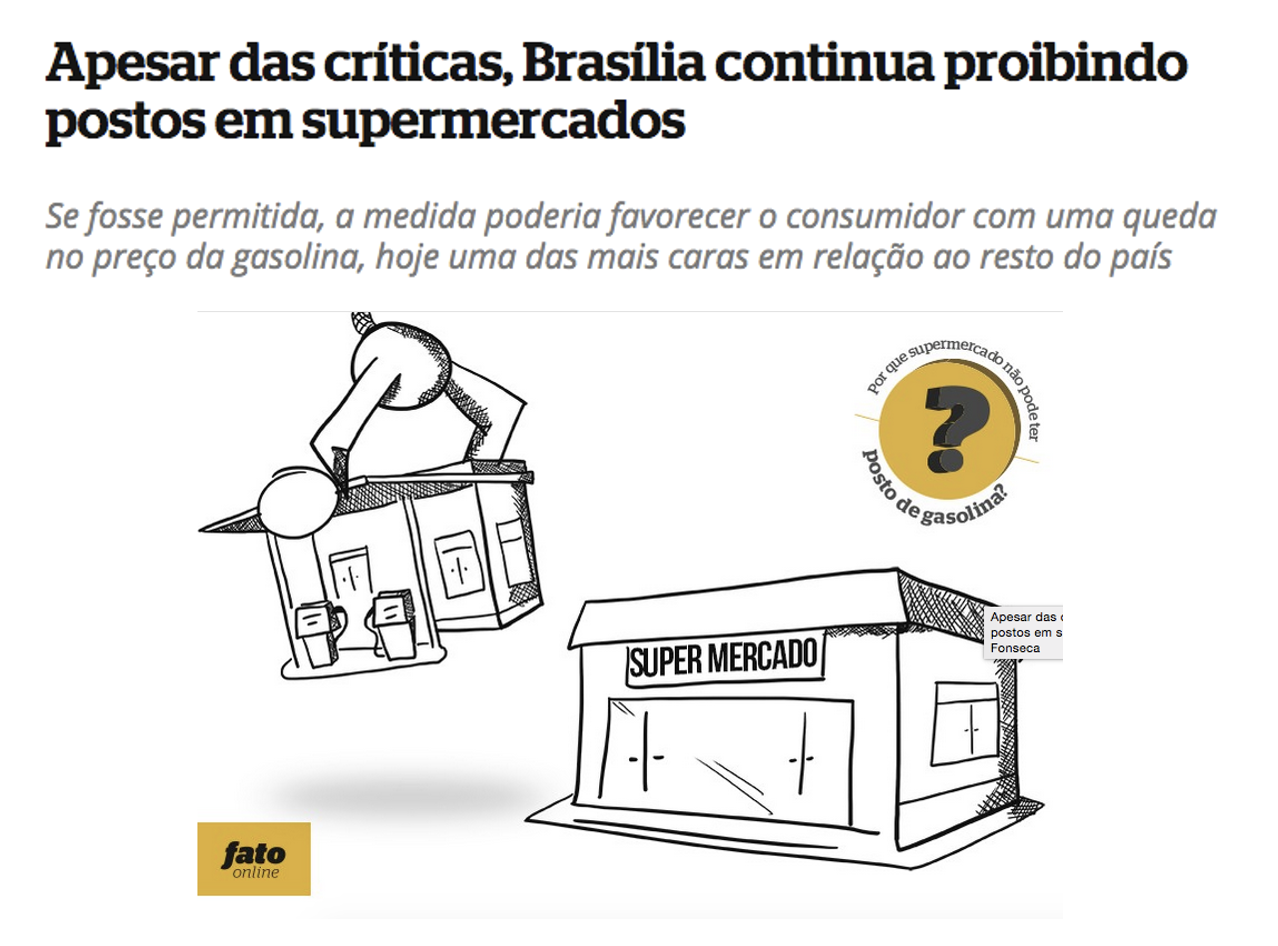 Apesar das críticas, Brasília continua proibindo
postos em supermercados
Se fosse permitida, a medida poderia favorecer o consumidor com uma queda
no preço da gasolina, hoje uma das mais caras em relação ao resto do país
Por que supermercado não pode ter
?
posto de gasolina?
Apesar das
postos em s
Fonseca
SUPER MERCADO
fato
online